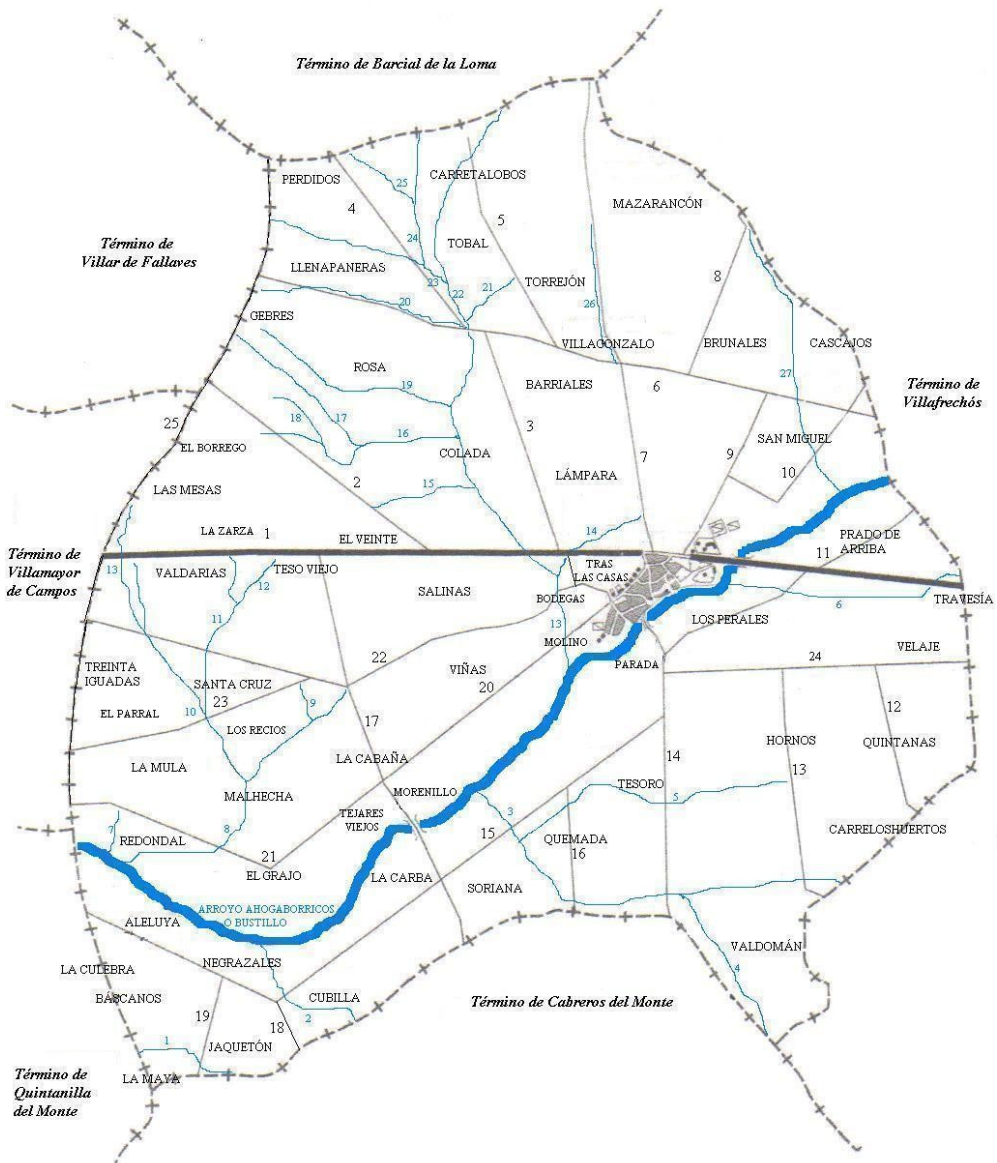 Término de Barcial de la Loma
PERDIDOS
CARRETALOBOS
25
4
5
MAZARANCÓN
Término de
Villar de Fallaves
24
TOBAL
LLENAPANERAS
23
22
21
TORREJÓN
8
20
26
GEBRES
VILLAGONZALO
BRUNALES
CASCAJOS
ROSA
19
BARRIALES
6
27
Término de
Villafrechós
25
18
17
16
3
EL BORREGO
COLADA
7
9
SAN MIGUEL
10
2
LÁMPARA
LAS MESAS
15
LA ZARZA
1
EL VEINTE
14
PRADO DE
ARRIBA
11
Término de
Villamayor
de Campos
13
VALDARIAS
12
TESO VIEJO
TRAS
LAS CASAS
SALINAS
BODEGAS
6
TRAVESÍA
11
13
LOS PERALES
MOLINO
VELAJE
22
PARADA
24
TREINTA
IGUADAS
SANTA CRUZ
VIÑAS
20
23
9
EL PARRAL
10
LOS RECIOS
17
12
HORNOS
QUINTANAS
LA MULA
LA CABAÑA
14
13
MALHECHA
MORENILLO
TESORO
5
TEJARES
VIEJOS
3
7
REDONDAL
8
15
QUEMADA
16
CARRELOSHUERTOS
21
EL GRAJO
LA CARBA
SORIANA
ARROYO AHOGABORRICOS
O BUSTILLO
ALELUYA
VALDOMÁN
NEGRAZALES
LA CULEBRA
4
BÁSCANOS
CUBILLA
Término de Cabreros del Monte
19
18
2
1
JAQUETÓN
LA MAYA
Término de
Quintanilla
del Monte